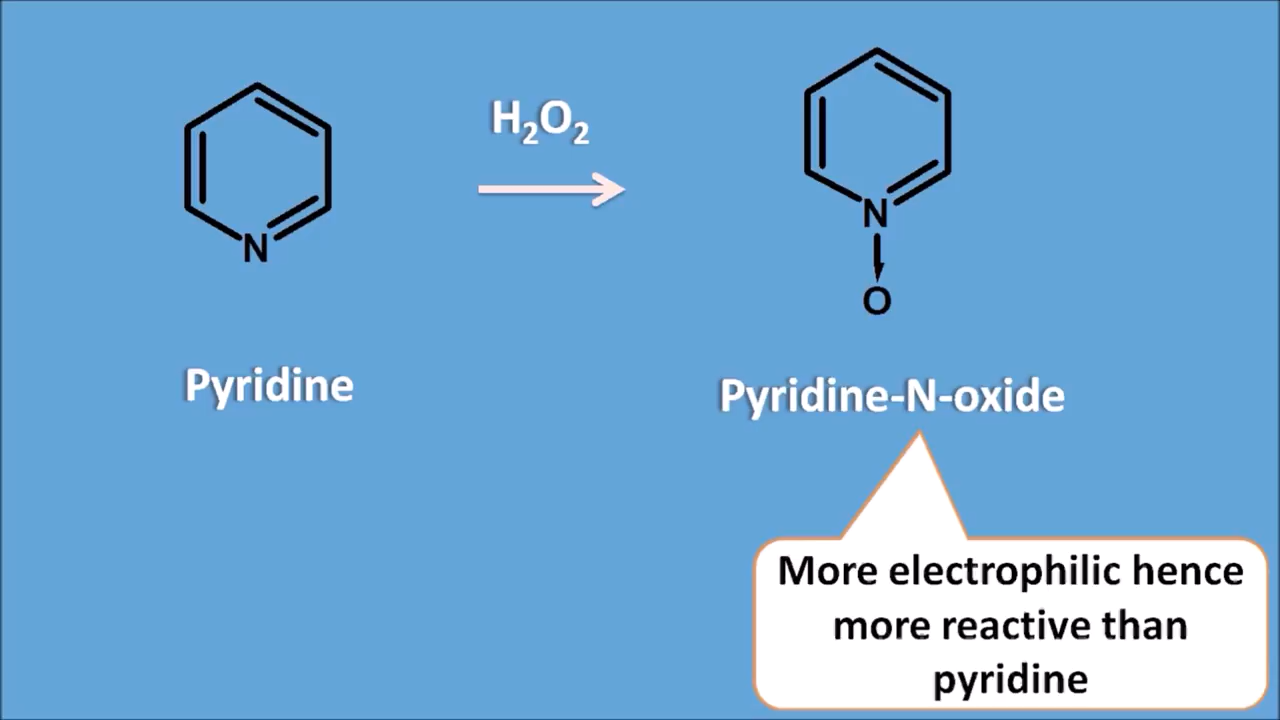 H₂O₂
N
N
O
Pyridine
Pyridine-N-oxide
More electrophilic hence
more reactive than
pyridine